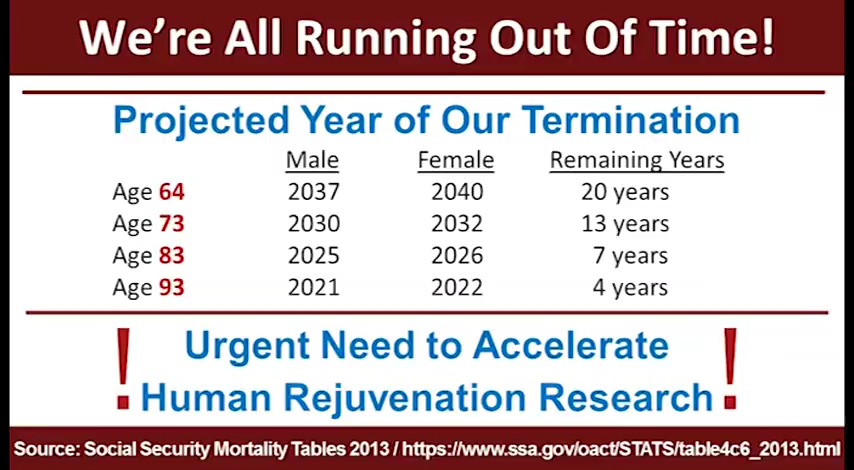 We're All Running Out Of Time!
Projected Year of Our Termination
Male Female Remaining Years
Age 64 2037 2040 20 years
Age 73 2030 2032 13 years
Age 83 2025 2026 7 years
Age 93 2021 2022 4 years
! Urgent Need to Accelerate !
Human Rejuvenation Research
Source: Social Security Mortality Tables 2013 / https://www.ssa.gov/oact/STATS/table4c6_2013.html